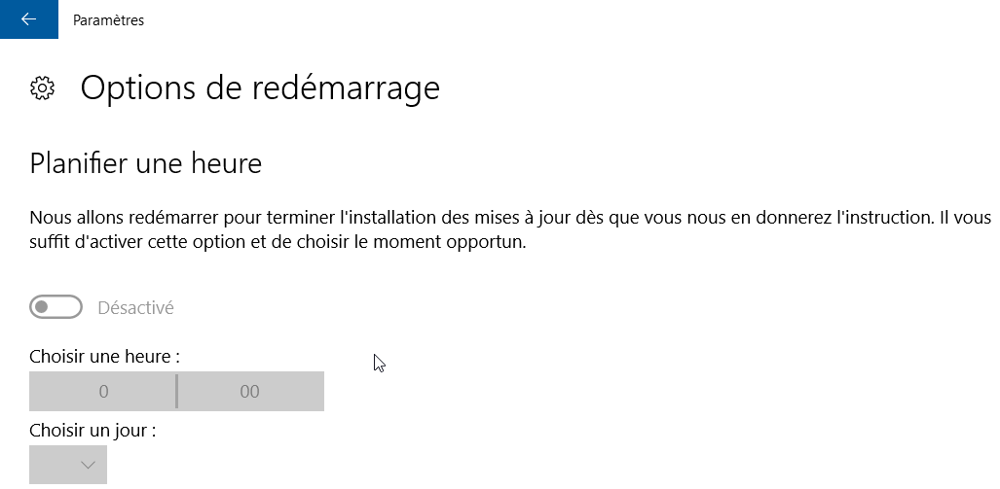 Paramètres
Options de redémarrage
Planifier une heure
Nous allons redémarrer pour terminer l'installation des mises à jour dès que vous nous en donnerez l'instruction. Il vous
suffit d'activer cette option et de choisir le moment opportun.
Désactivé
Choisir une heure :
0 00
Choisir un jour :